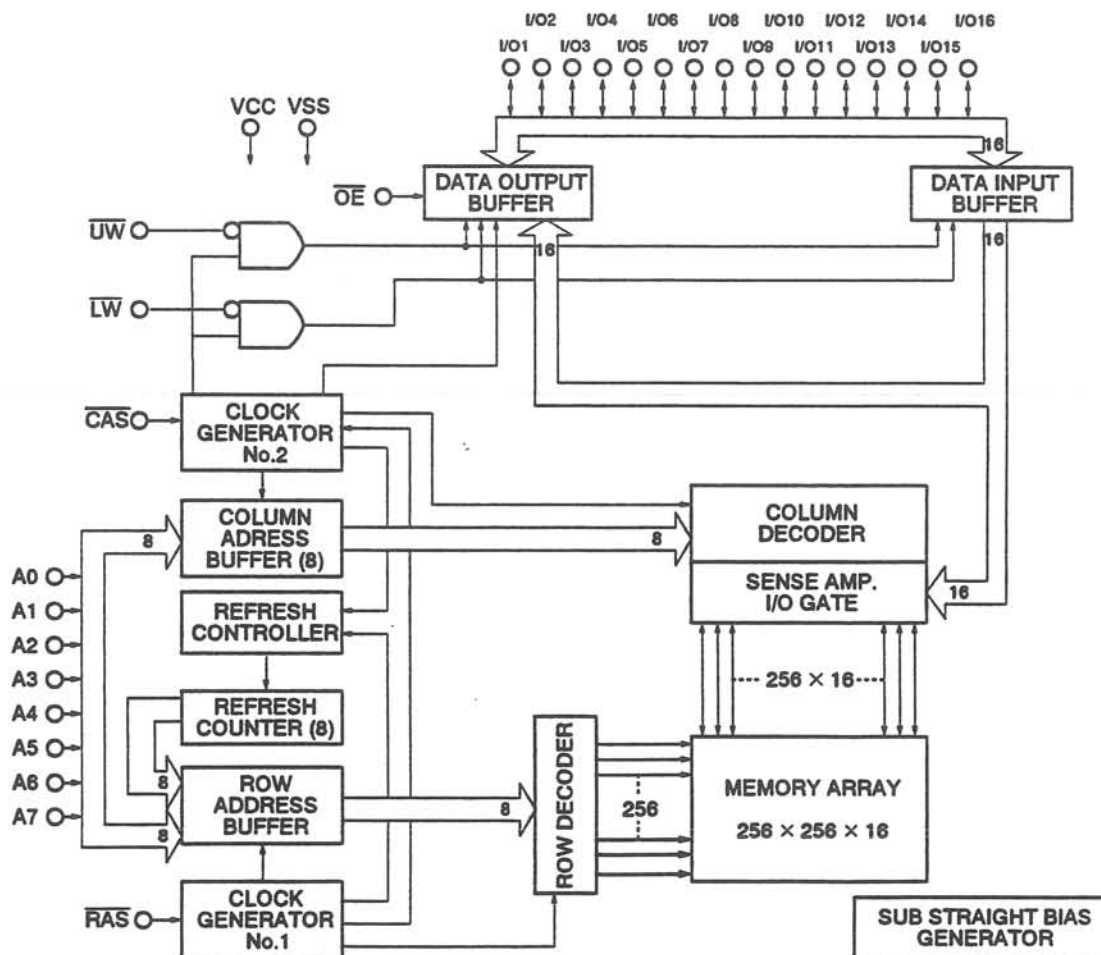 I/O2 I/O4 I/O6 I/O8 I/O10 I/O12 I/O14 I/O16
I/O1 I/O3 I/O5 I/O7 I/O9 I/O11 I/O13 I/O15
VCC VSS
16
OE
DATA OUTPUT
BUFFER
DATA INPUT
BUFFER
UW
16
16
LW
CAS
CLOCK
GENERATOR
No.2
COLUMN
ADRESS
BUFFER (8)
8
8
COLUMN
DECODER
SENSE AMP.
I/O GATE
16
A0
A1
A2
A3
A4
A5
A6
A7
REFRESH
CONTROLLER
REFRESH
COUNTER (8)
256 × 16
8
8
ROW
ADDRESS
BUFFER
8
ROW DECODER
256
MEMORY ARRAY
256 × 256 × 16
RAS
CLOCK
GENERATOR
No.1
SUB STRAIGHT BIAS
GENERATOR